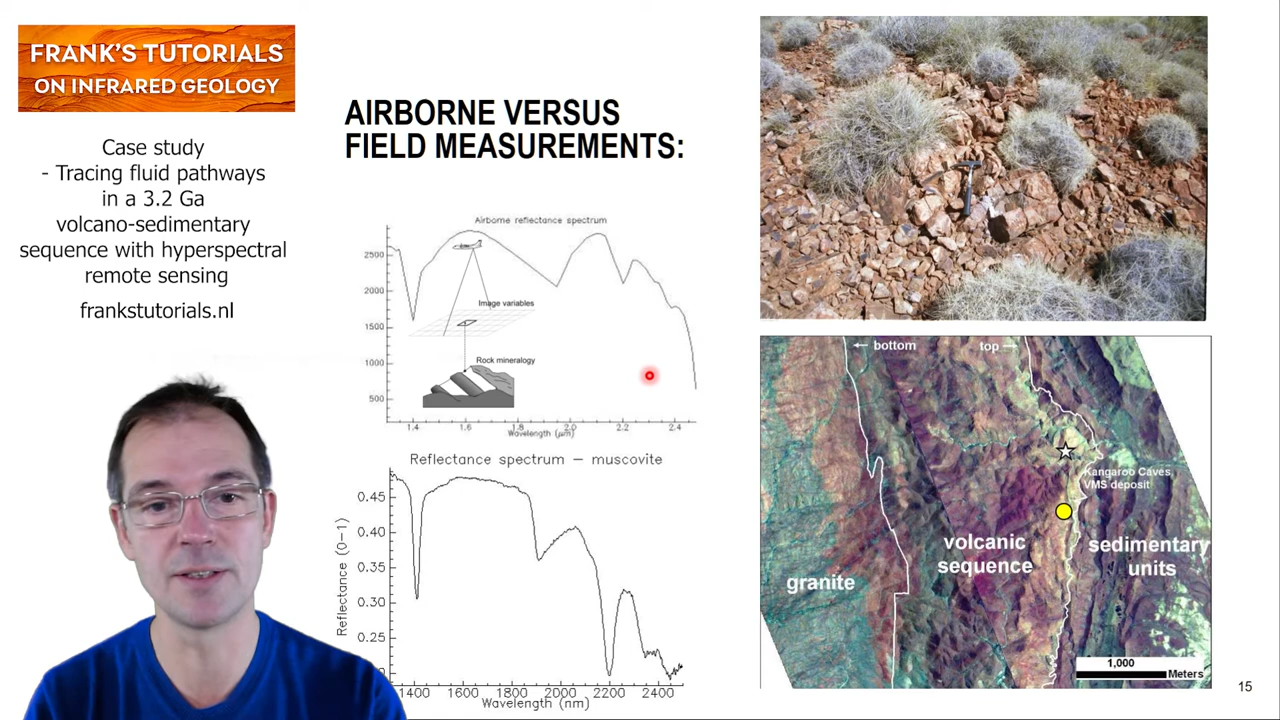 FRANK'S TUTORIALS
ON INFRARED GEOLOGY
Case study
- Tracing fluid pathways
in a 3.2 Ga
volcano-sedimentary
sequence with hyperspectral
remote sensing
frankstutorials.nl
AIRBORNE VERSUS
FIELD MEASUREMENTS:
Airborne reflectance spectrum
2500
2000
1500
1000
500
Image variables
Rock mineralogy
1.4 1.6 1.8 2.0 2.2 2.4
Wavelength (μm)
Reflectance spectrum – muscovite
Reflectance (0-1)
0.45
0.40
0.35
0.30
0.25
1400 1600 1800 2000 2200 2400
Wavelength (nm)
← bottom
top →
Kangaroo Caves,
VMS deposit
volcanic
sequence
sedimentary
units
granite
1,000
Meters
15